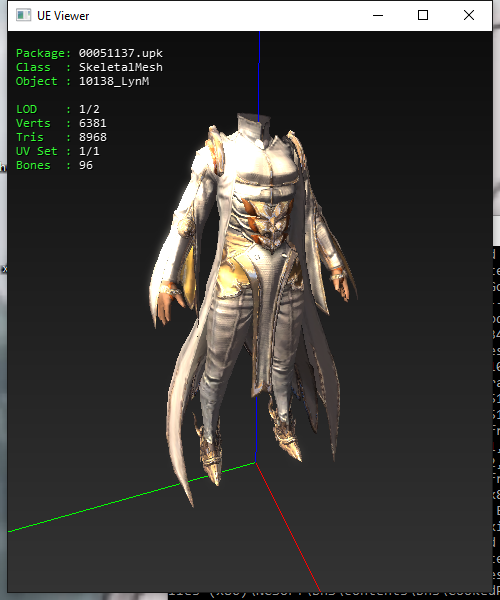 UE Viewer
Package: 00051137.upk
Class : SkeletalMesh
Object : 10138_LynM
LOD : 1/2
Verts : 6381
Tris : 8968
UV Set : 1/1
Bones : 96